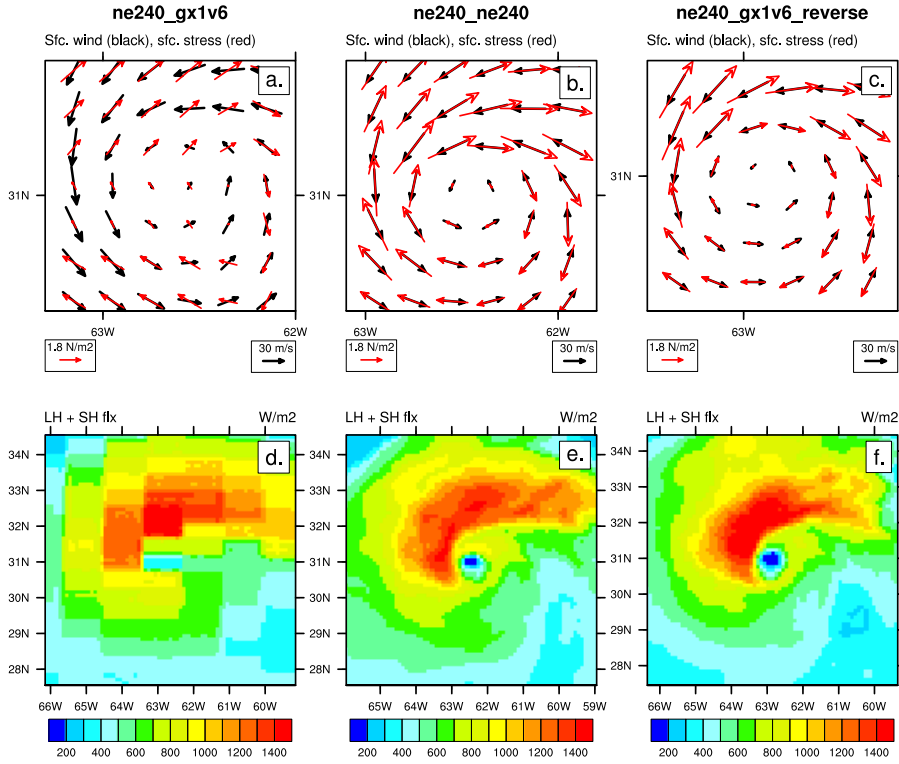 ne240_gx1v6 ne240_ne240 ne240_gx1v6_reverse
Sfc. wind (black), sfc. stress (red) Sfc. wind (black), sfc. stress (red) Sfc. wind (black), sfc. stress (red)
a. b. c.
31N 31N 31N
63W 62W 63W 62W 63W
1.8 N/m2 30 m/s 1.8 N/m2 30 m/s 1.8 N/m2 30 m/s
LH + SH flx W/m2 LH + SH flx W/m2 LH + SH flx W/m2
d. e. f.
34N 34N 34N
33N 33N 33N
32N 32N 32N
31N 31N 31N
30N 30N 30N
29N 29N 29N
28N 28N 28N
66W 65W 64W 63W 62W 61W 60W 65W 64W 63W 62W 61W 60W 59W 66W 65W 64W 63W 62W 61W 60W
200 400 600 800 1000 1200 1400 200 400 600 800 1000 1200 1400 200 400 600 800 1000 1200 1400